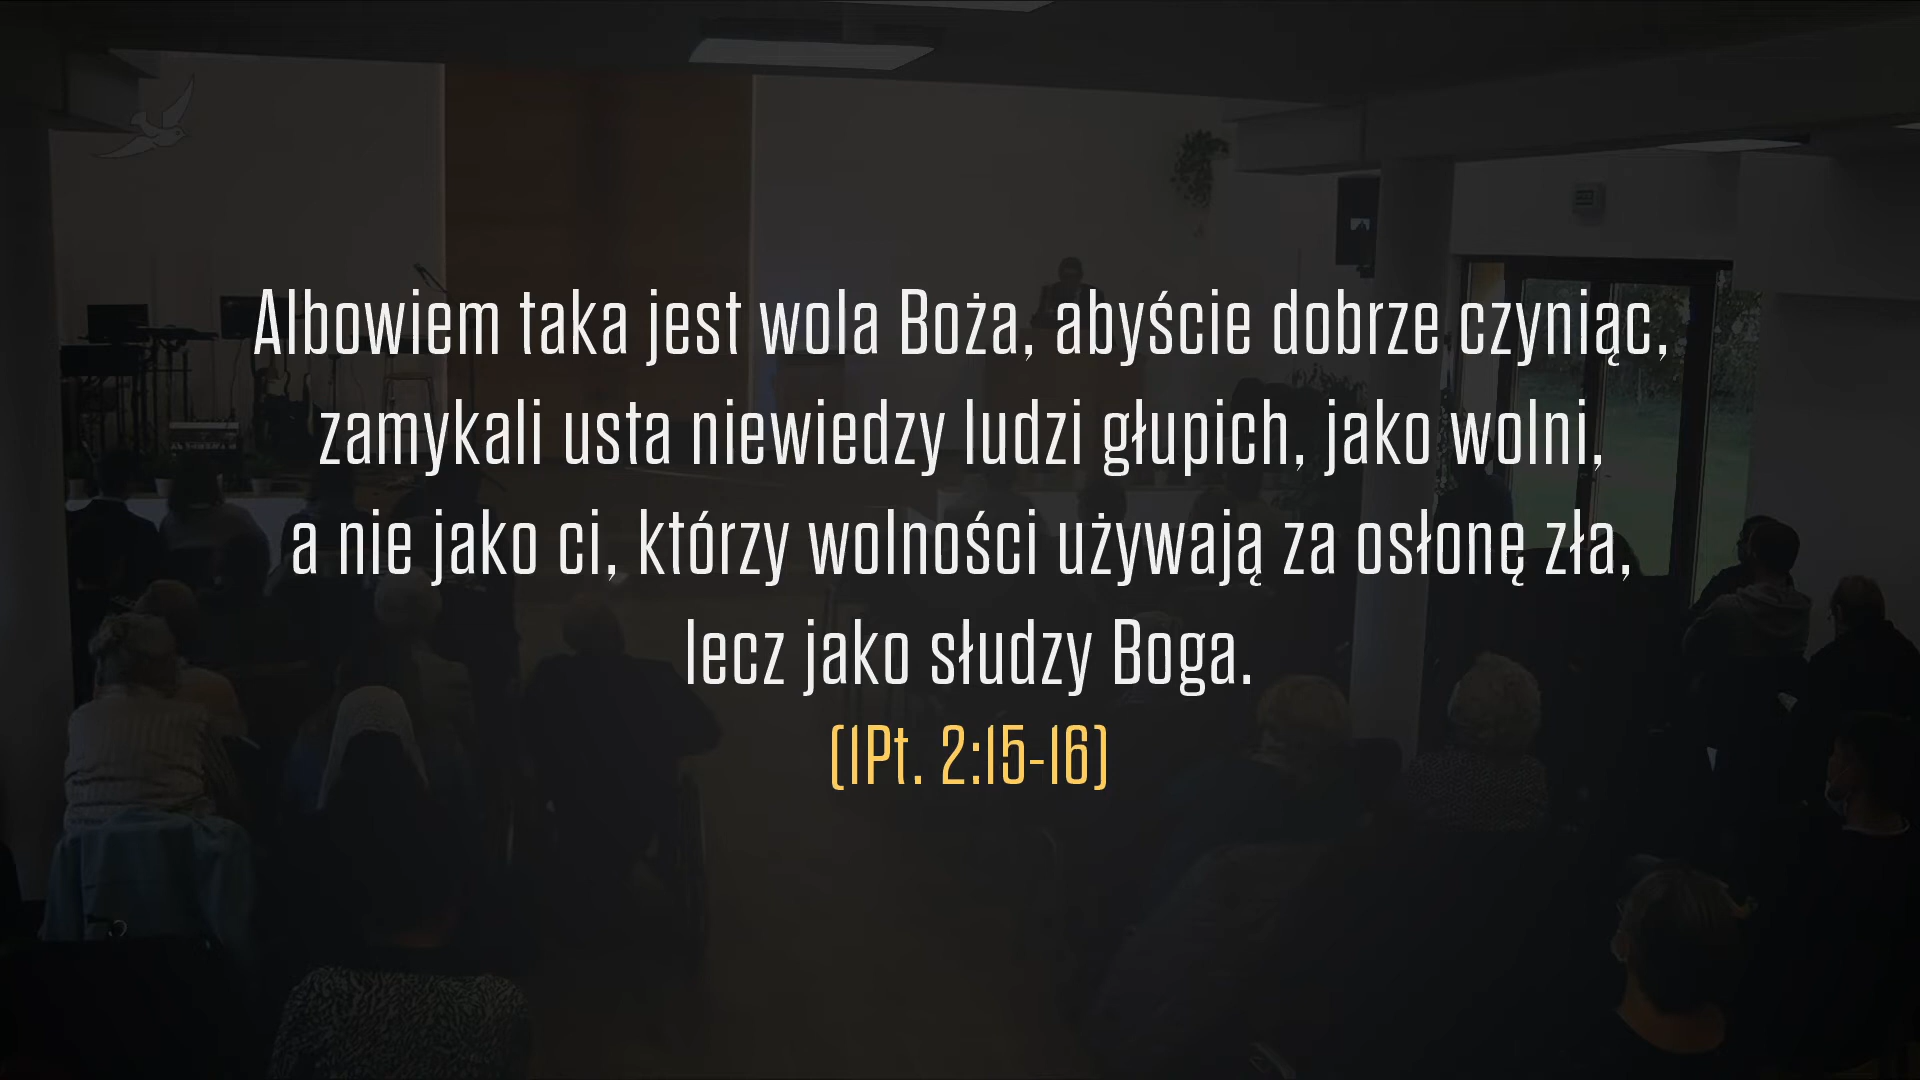 Albowiem taka jest wola Boża, abyście dobrze czyniąc,
zamykali usta niewiedzy ludzi głupich, jako wolni,
a nie jako ci, którzy wolności używają za osłonę zła,
lecz jako słudzy Boga.
(1Pt. 2:15-16)